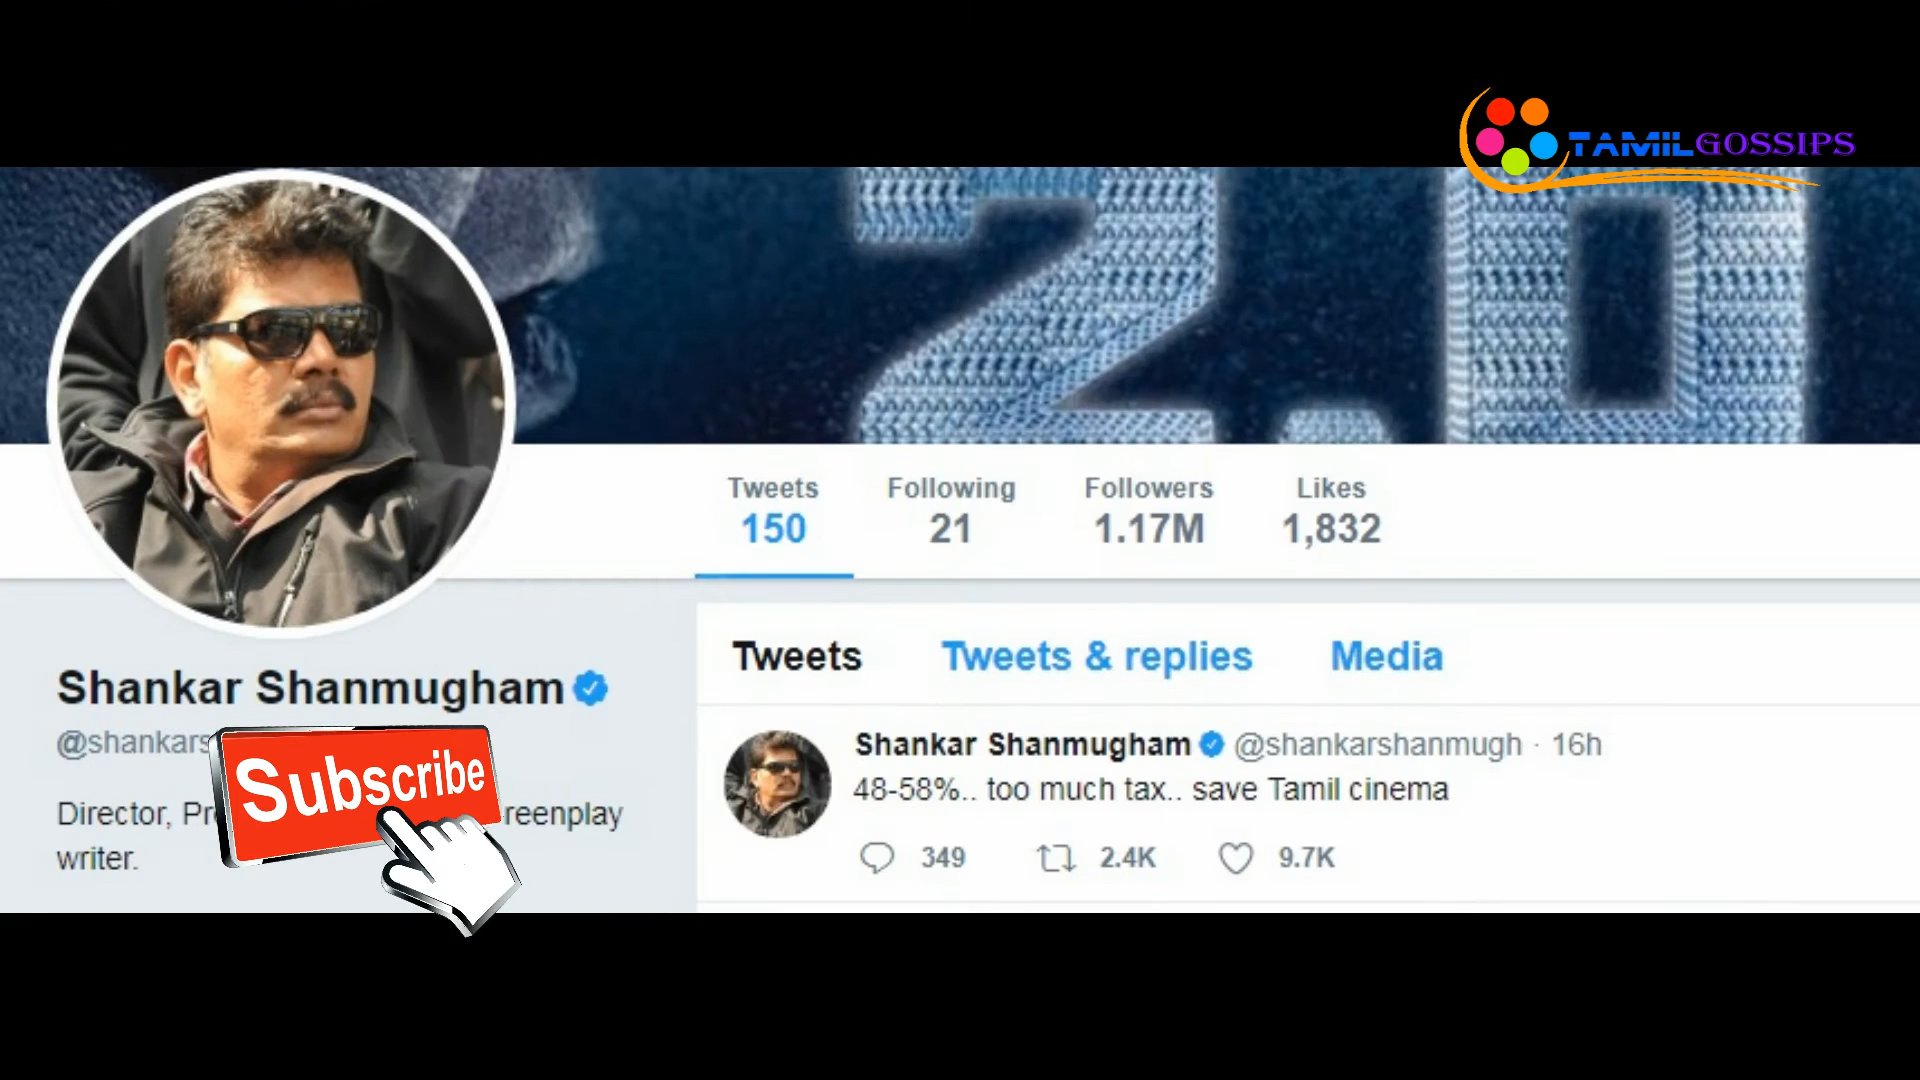 TAMILGOSSIPS
2.0
Tweets Following Followers Likes
150 21 1.17M 1,832
Tweets Tweets & replies Media
Shankar Shanmugham
@shankars
Director, Pr reenplay
writer.
Subscribe
Shankar Shanmugham @shankarshanmugh · 16h
48-58%.. too much tax.. save Tamil cinema
349 2.4K 9.7K